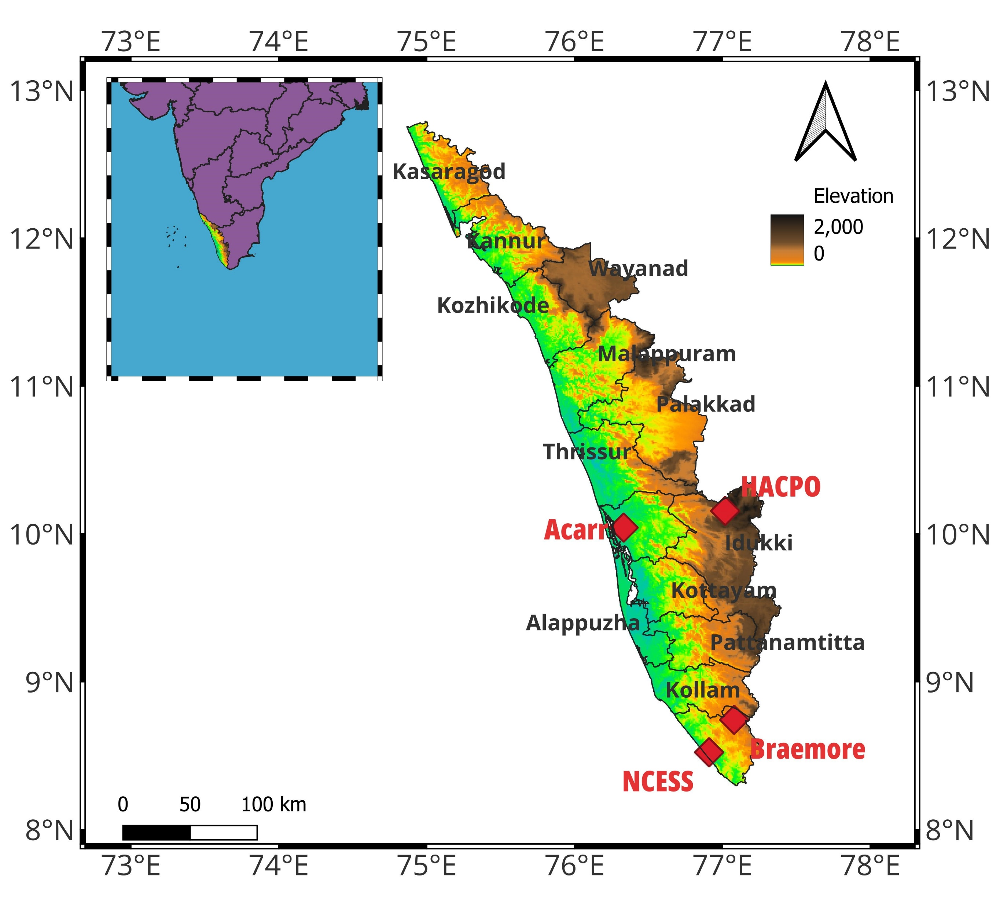 73°E 74°E 75°E 76°E 77°E 78°E
13°N 13°N
Kasaragod
Elevation
2,000
0
12°N 12°N
Kannur
Wayanad
Kozhikode
Malappuram
11°N 11°N
Palakkad
Thrissur
HACPO
Acarr
10°N 10°N
Idukki
Kottayam
Alappuzha
Pattanamtitta
9°N 9°N
Kollam
Braemore
NCESS
0 50 100 km
8°N 8°N
73°E 74°E 75°E 76°E 77°E 78°E